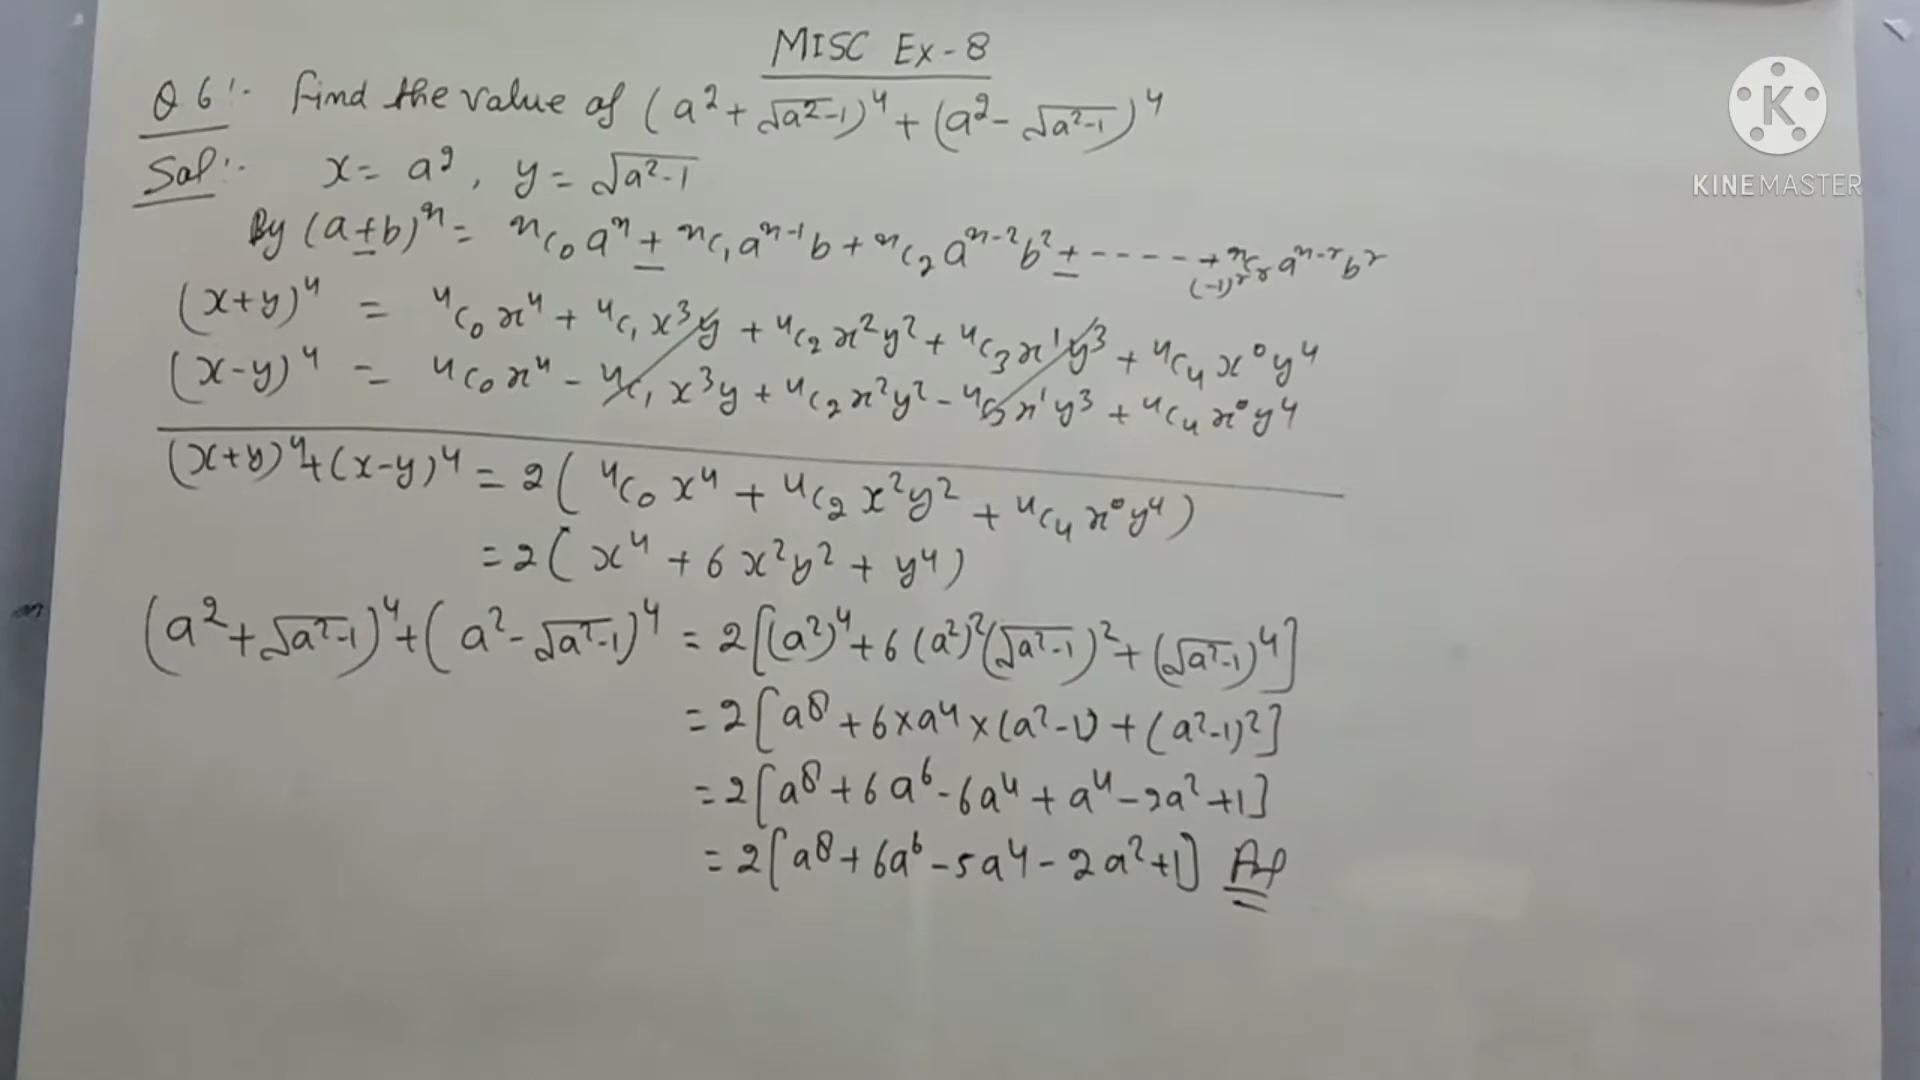 MISC Ex-8
Q 6:- Find the value of (a² + √a²-1)⁴ + (a² - √a²-1)⁴
K
KINEMASTER
Sol:- x = a², y = √a²-1
By (a±b)ⁿ = ⁿC₀aⁿ ± ⁿC₁aⁿ⁻¹b + ⁿC₂aⁿ⁻²b² ± ----- + ⁿCᵣ aⁿ⁻ʳbʳ
(-1)ʳ
(x+y)⁴ = ⁴C₀x⁴ + ⁴C₁x³y + ⁴C₂x²y² + ⁴C₃x¹y³ + ⁴C₄x⁰y⁴
(x-y)⁴ = ⁴C₀x⁴ - ⁴C₁x³y + ⁴C₂x²y² - ⁴C₃x¹y³ + ⁴C₄x⁰y⁴
(x+y)⁴+(x-y)⁴ = 2(⁴C₀x⁴ + ⁴C₂x²y² + ⁴C₄x⁰y⁴)
= 2(x⁴ + 6x²y² + y⁴)
(a²+√a²-1)⁴+(a²-√a²-1)⁴ = 2[(a²)⁴+6(a²)²(√a²-1)²+(√a²-1)⁴]
= 2[a⁸ + 6×a⁴×(a²-1) + (a²-1)²]
= 2[a⁸ + 6a⁶ - 6a⁴ + a⁴ - 2a² + 1]
= 2[a⁸ + 6a⁶ - 5a⁴ - 2a² + 1]